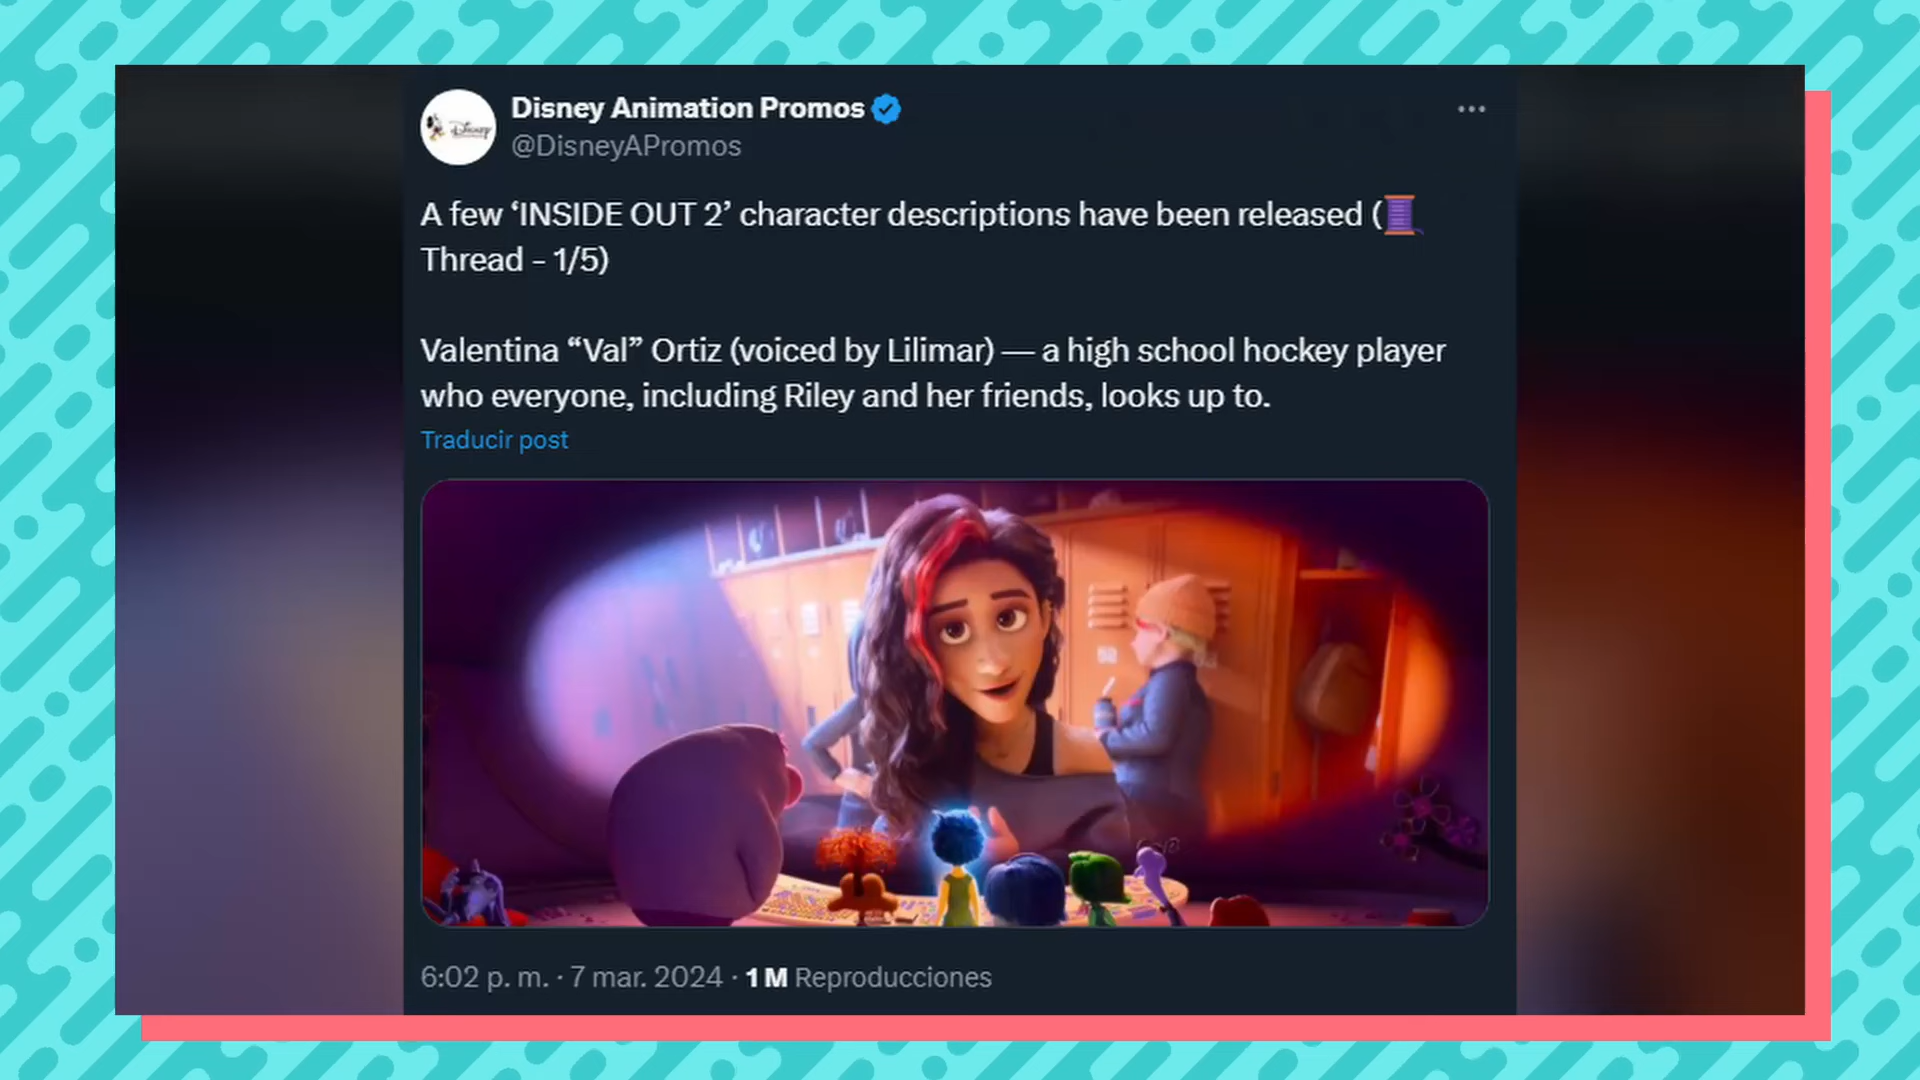 Disney
Disney Animation Promos
@DisneyAPromos
A few ‘INSIDE OUT 2’ character descriptions have been released (🧵
Thread - 1/5)
Valentina “Val” Ortiz (voiced by Lilimar) — a high school hockey player
who everyone, including Riley and her friends, looks up to.
Traducir post
6:02 p. m. · 7 mar. 2024 · 1 M Reproducciones